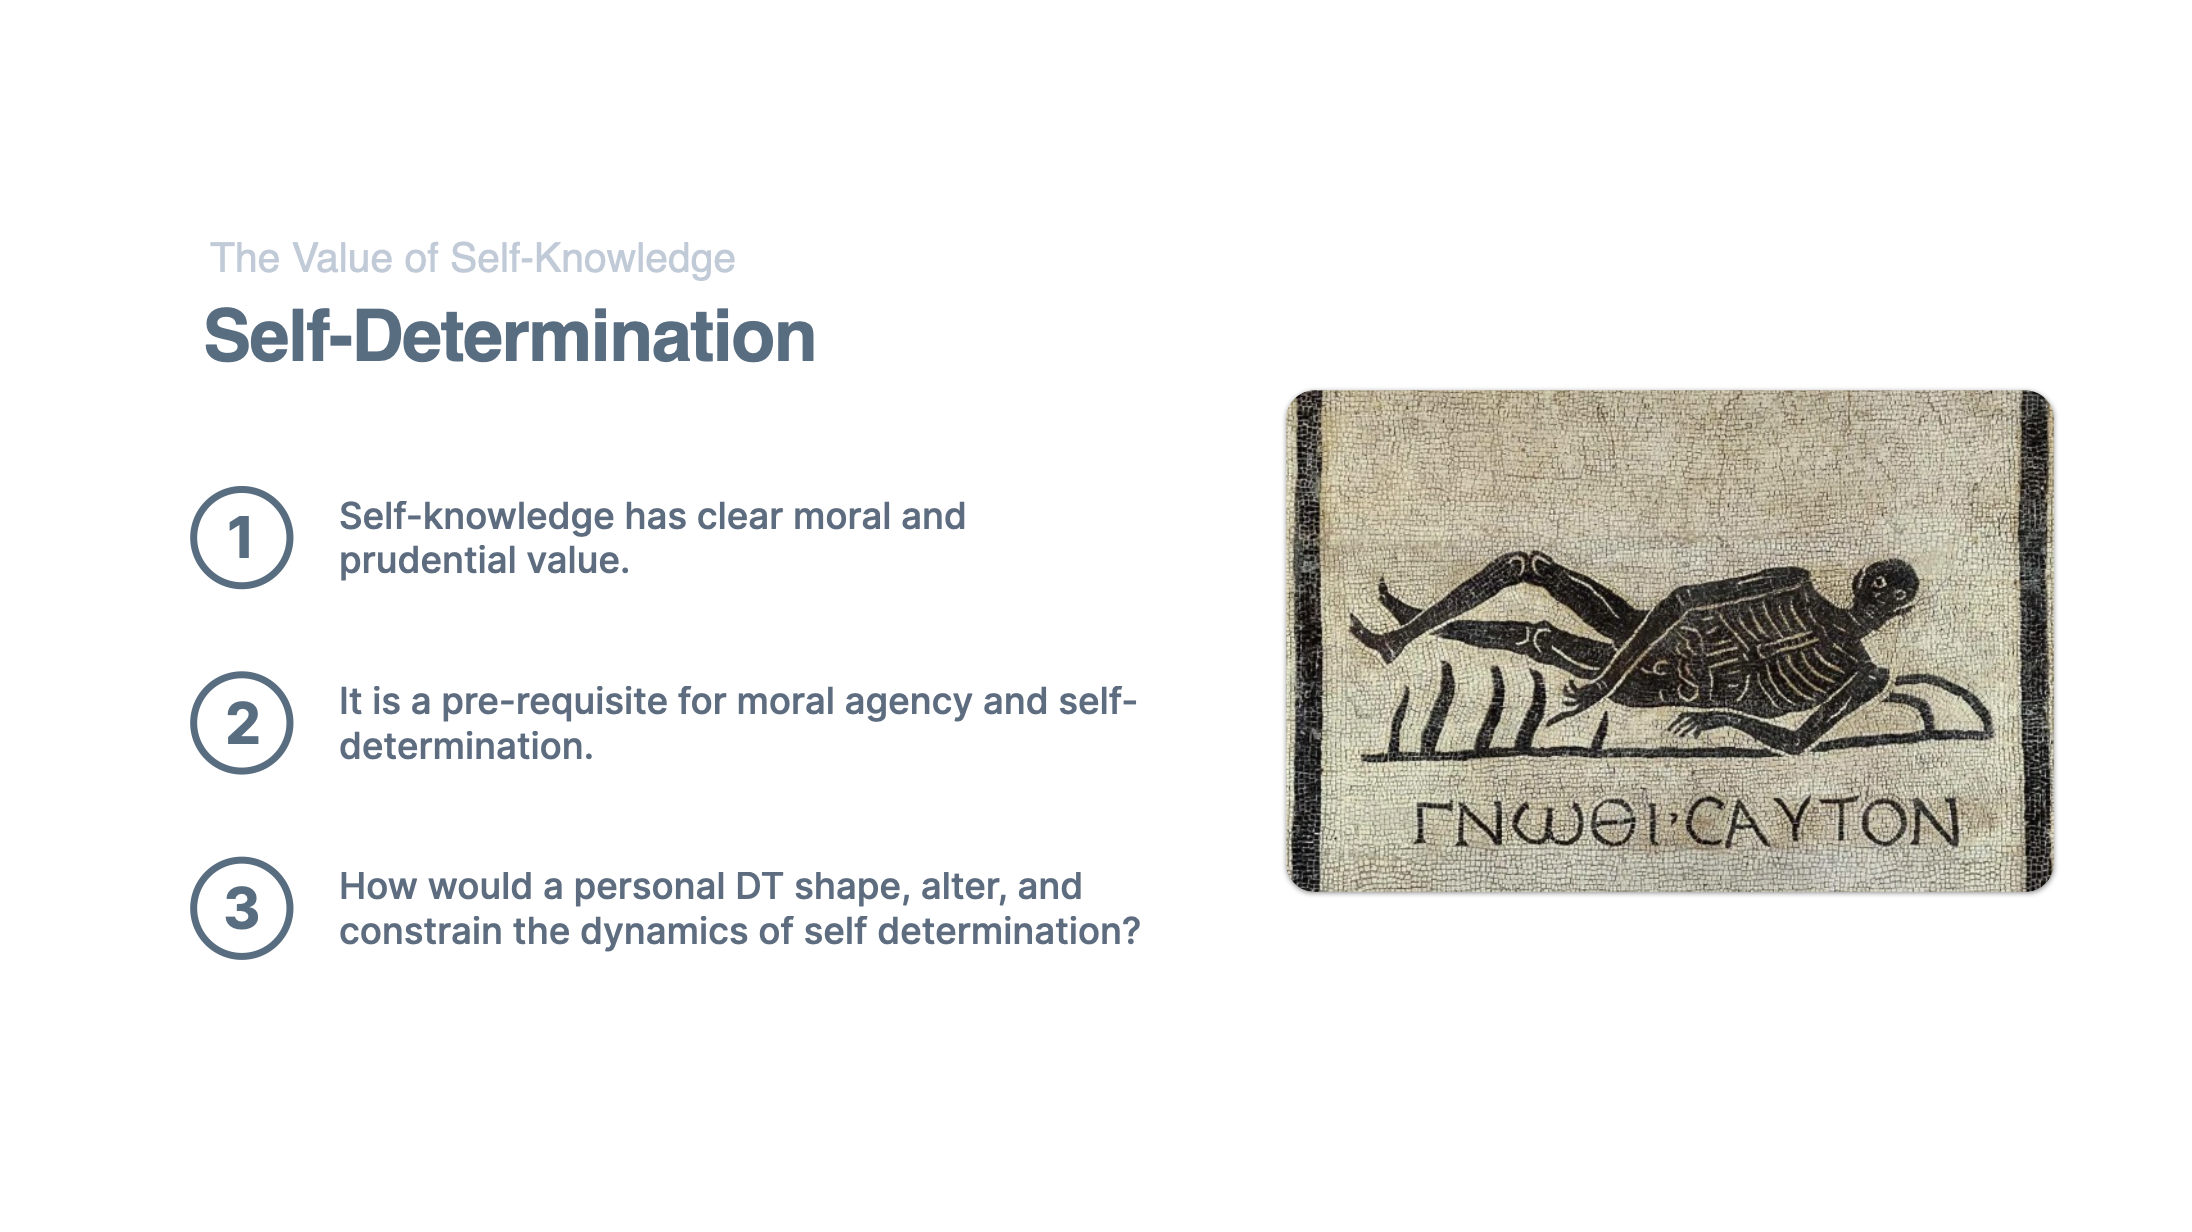 The Value of Self-Knowledge
Self-Determination
1
Self-knowledge has clear moral and
prudential value.
2
It is a pre-requisite for moral agency and self-
determination.
3
How would a personal DT shape, alter, and
constrain the dynamics of self determination?
ΓΝωΘΙ·CΑΥΤΟΝ